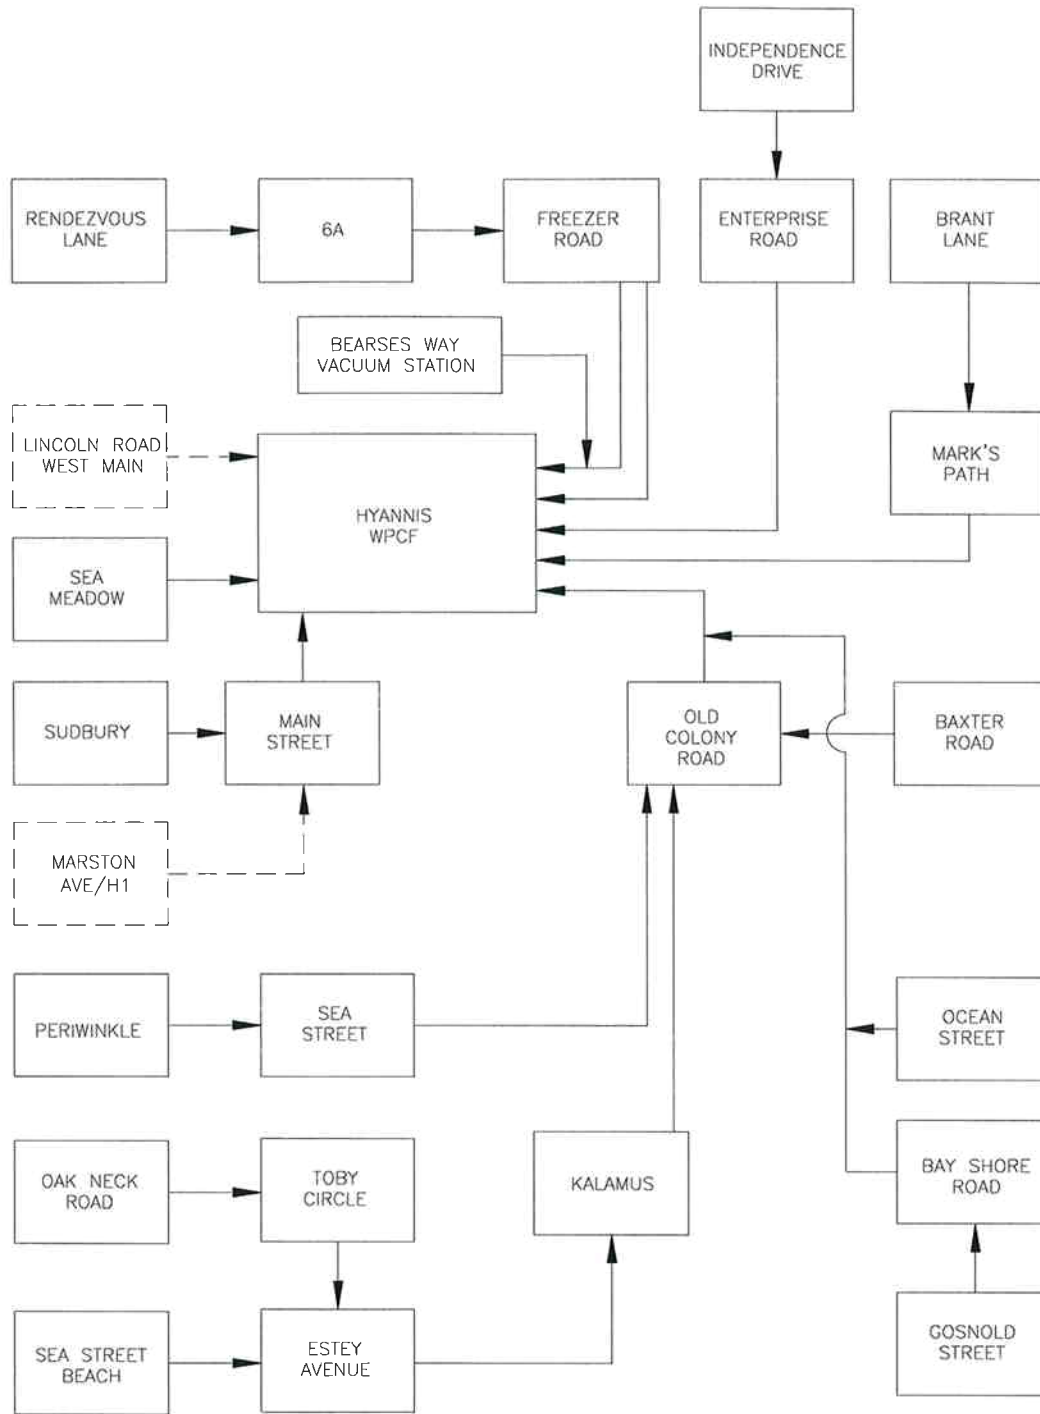 INDEPENDENCE
DRIVE
RENDEZVOUS
LANE
6A
FREEZER
ROAD
ENTERPRISE
ROAD
BRANT
LANE
BEARSES WAY
VACUUM STATION
LINCOLN ROAD
WEST MAIN
HYANNIS
WPCF
MARK'S
PATH
SEA
MEADOW
SUDBURY
MAIN
STREET
OLD
COLONY
ROAD
BAXTER
ROAD
MARSTON
AVE/H1
PERIWINKLE
SEA
STREET
OCEAN
STREET
OAK NECK
ROAD
TOBY
CIRCLE
KALAMUS
BAY SHORE
ROAD
SEA STREET
BEACH
ESTEY
AVENUE
GOSNOLD
STREET